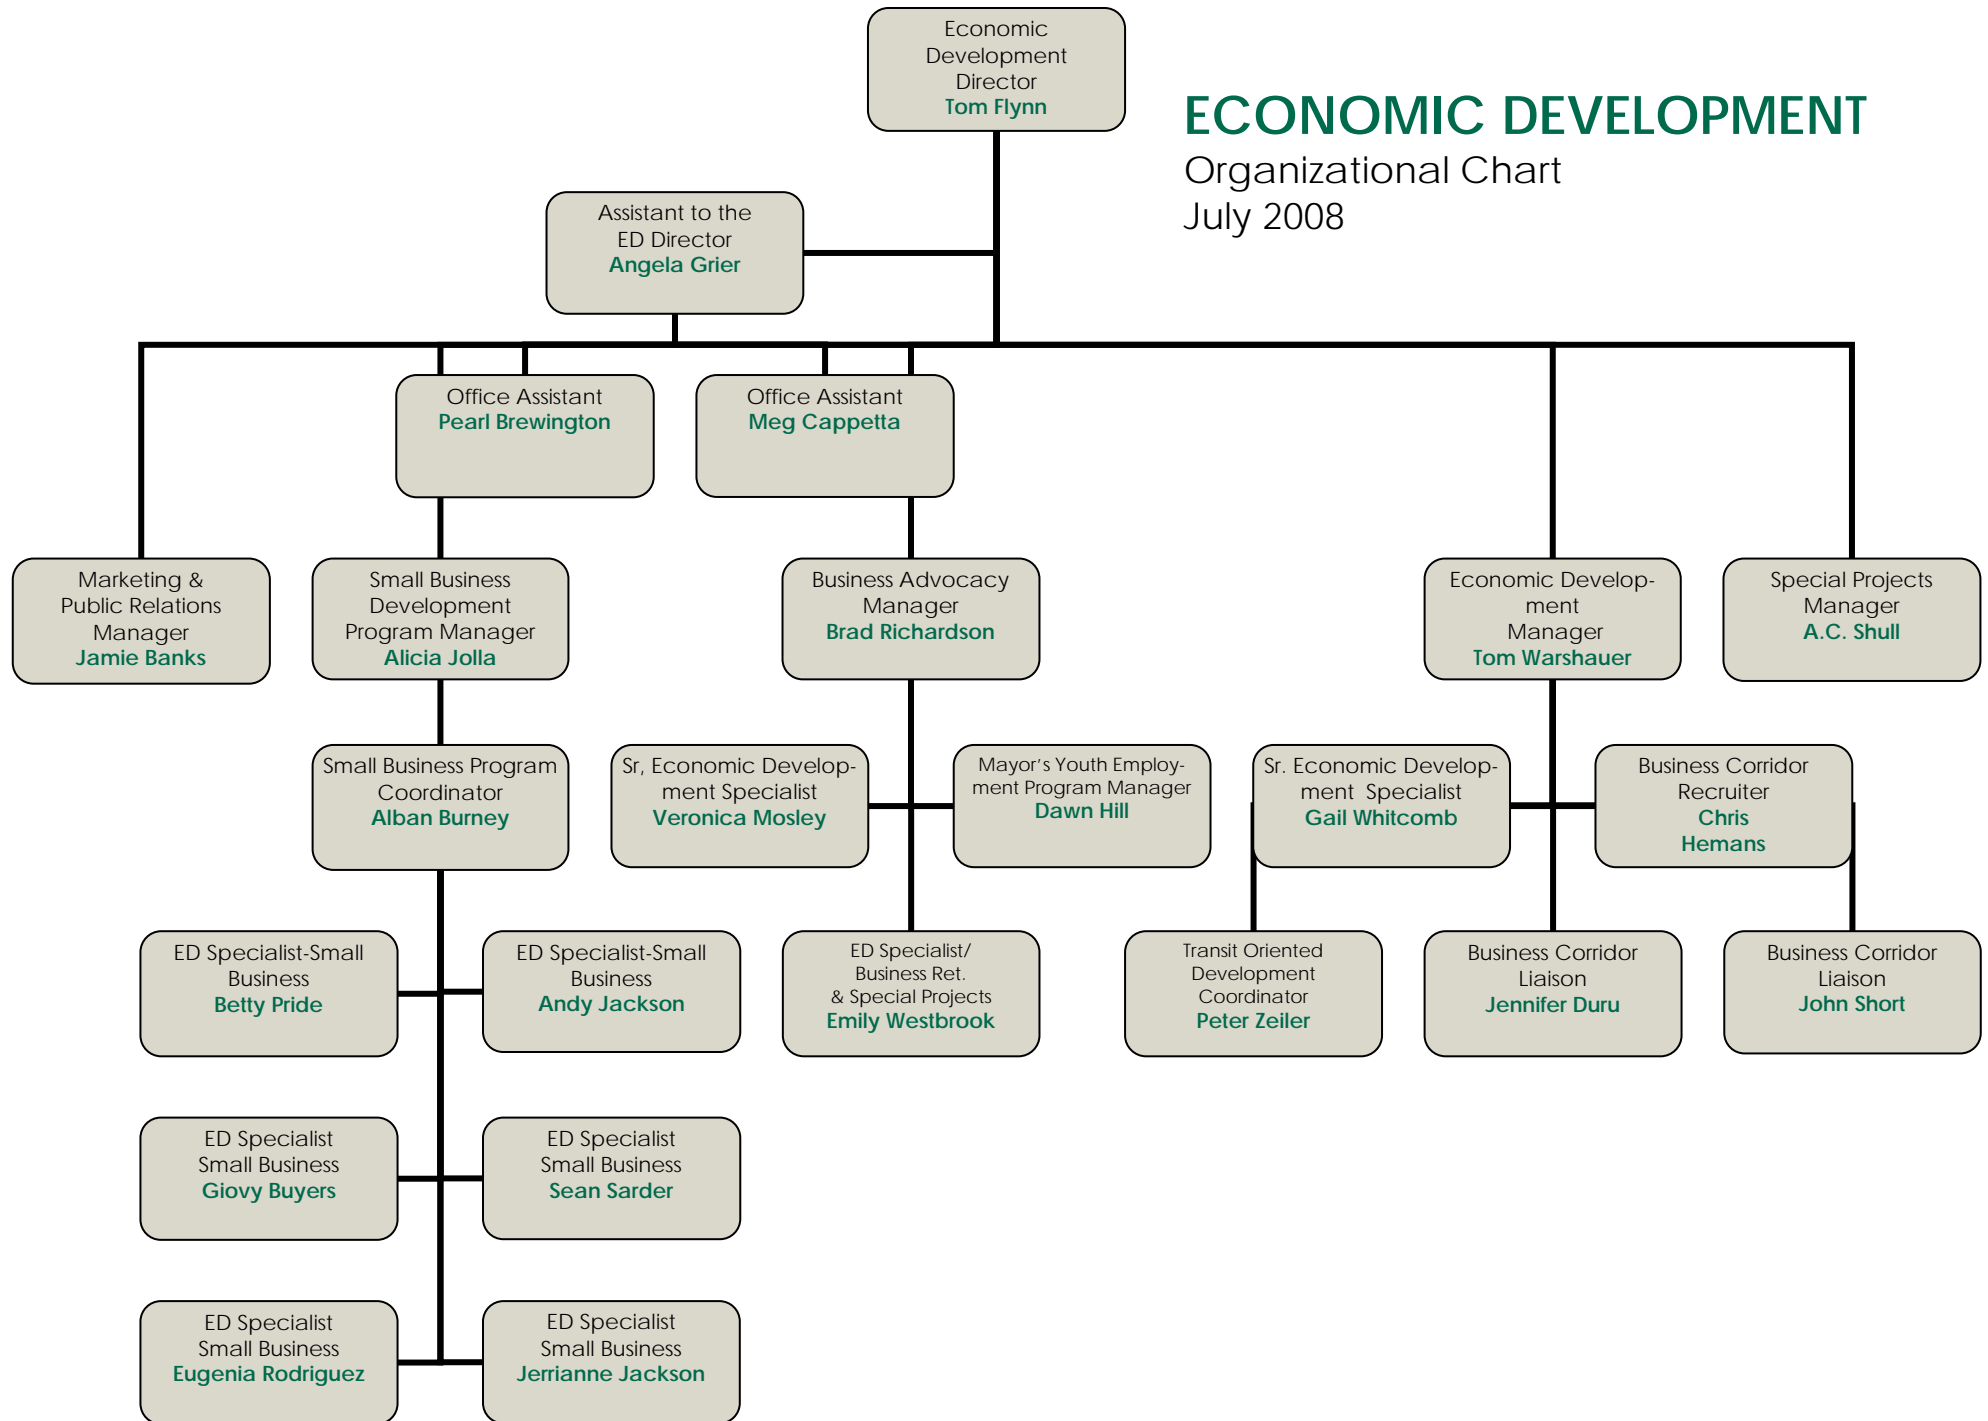 Economic
Development
Director
Tom Flynn
ECONOMIC DEVELOPMENT
Organizational Chart
July 2008
Assistant to the
ED Director
Angela Grier
Office Assistant
Pearl Brewington
Office Assistant
Meg Cappetta
Marketing &
Public Relations
Manager
Jamie Banks
Small Business
Development
Program Manager
Alicia Jolla
Business Advocacy
Manager
Brad Richardson
Economic Develop-
ment
Manager
Tom Warshauer
Special Projects
Manager
A.C. Shull
Small Business Program
Coordinator
Alban Burney
Sr, Economic Develop-
ment Specialist
Veronica Mosley
Mayor's Youth Employ-
ment Program Manager
Dawn Hill
Sr. Economic Develop-
ment Specialist
Gail Whitcomb
Business Corridor
Recruiter
Chris
Hemans
ED Specialist-Small
Business
Betty Pride
ED Specialist-Small
Business
Andy Jackson
ED Specialist/
Business Ret.
& Special Projects
Emily Westbrook
Transit Oriented
Development
Coordinator
Peter Zeiler
Business Corridor
Liaison
Jennifer Duru
Business Corridor
Liaison
John Short
ED Specialist
Small Business
Giovy Buyers
ED Specialist
Small Business
Sean Sarder
ED Specialist
Small Business
Eugenia Rodriguez
ED Specialist
Small Business
Jerrianne Jackson